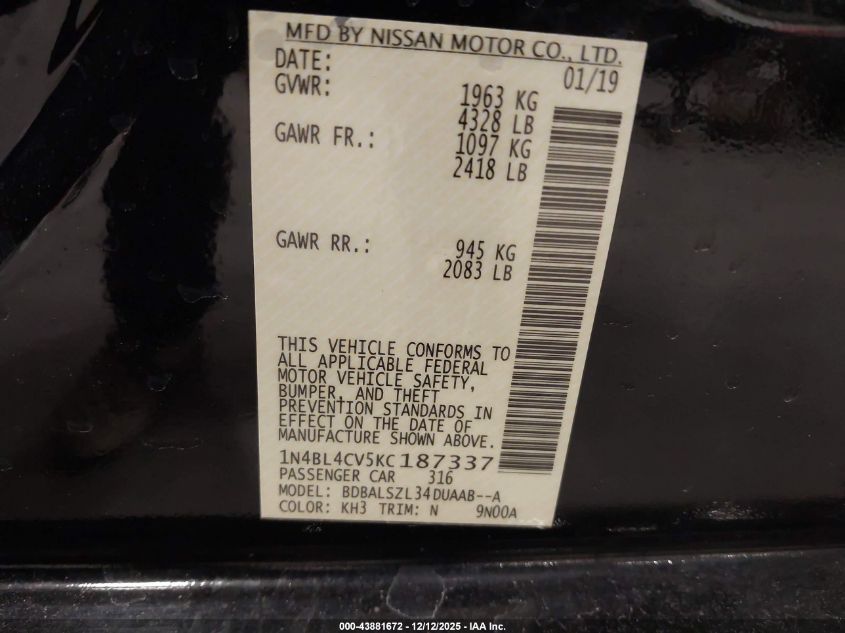 MFD BY NISSAN MOTOR CO., LTD.
DATE: 01/19
GVWR: 1963 KG
4328 LB
GAWR FR.: 1097 KG
2418 LB
GAWR RR.: 945 KG
2083 LB
THIS VEHICLE CONFORMS TO
ALL APPLICABLE FEDERAL
MOTOR VEHICLE SAFETY,
BUMPER, AND THEFT
PREVENTION STANDARDS IN
EFFECT ON THE DATE OF
MANUFACTURE SHOWN ABOVE.
1N4BL4CV5KC187337
PASSENGER CAR 316
MODEL: BDBALSZL34DUAAB--A
COLOR: KH3 TRIM: N 9N00A
000-43881672 - 12/12/2025 - IAA Inc.